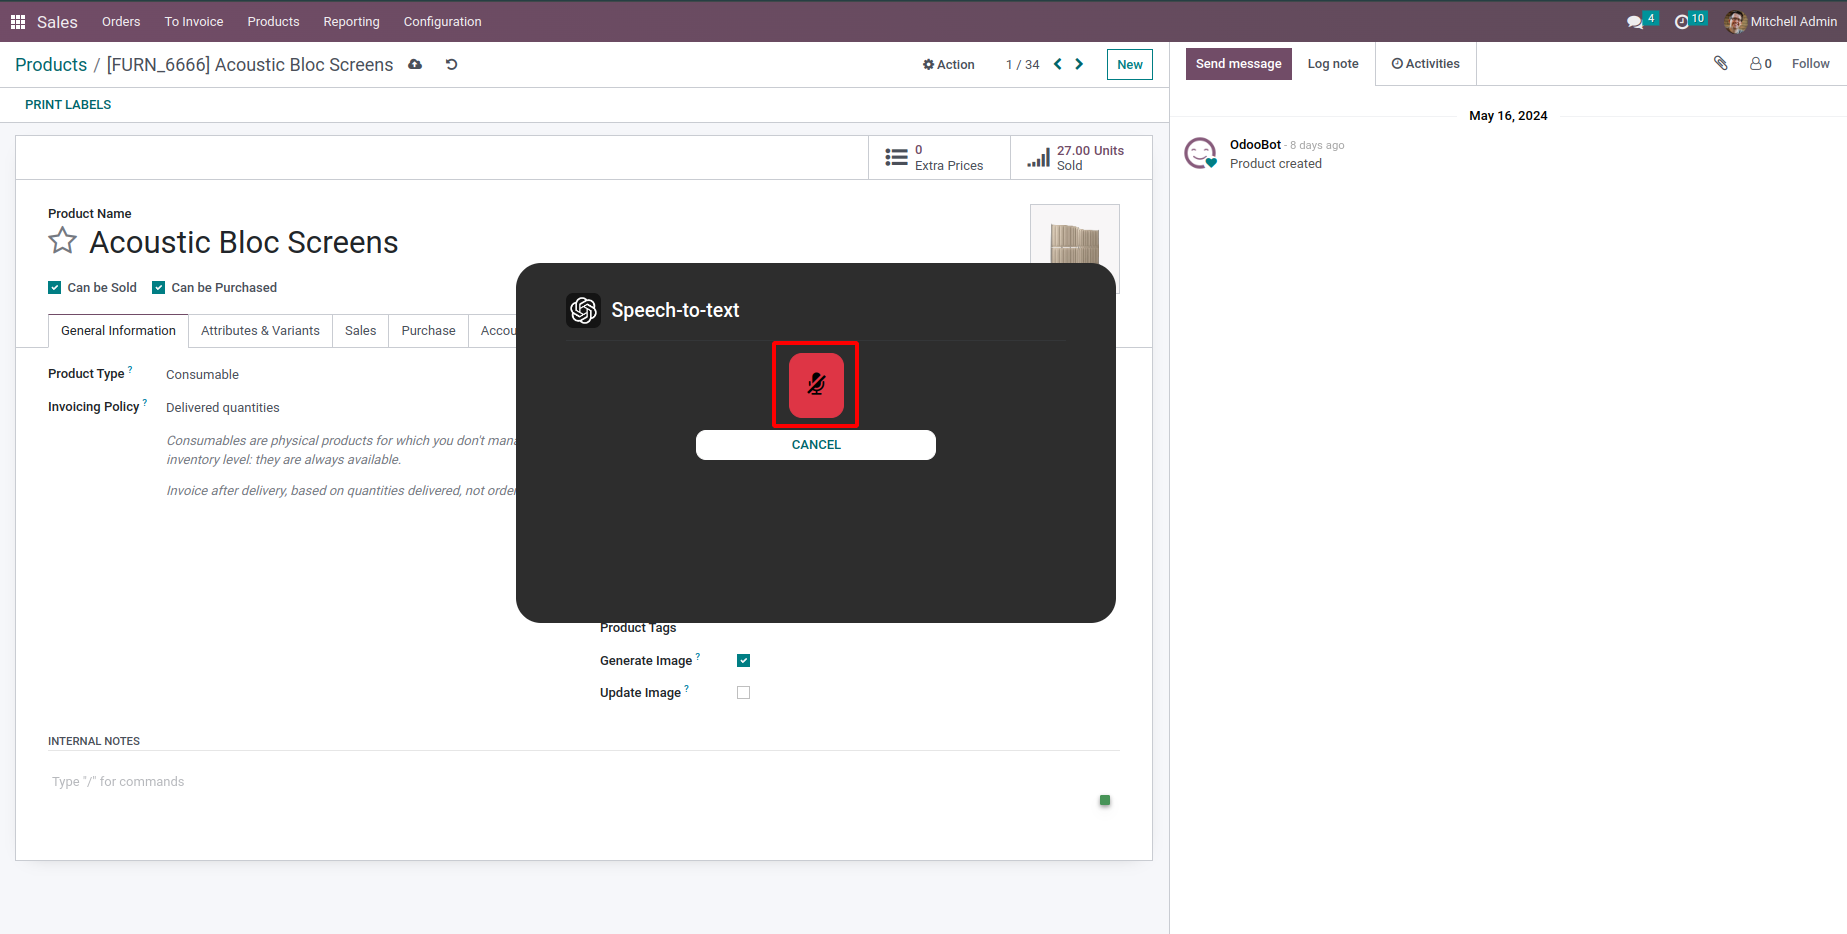 Sales Orders To Invoice Products Reporting Configuration 4 10 Mitchell Admin
Products / [FURN_6666] Acoustic Bloc Screens Action 1 / 34 New
PRINT LABELS
0
Extra Prices
27.00 Units
Sold
Product Name
Acoustic Bloc Screens
Can be Sold Can be Purchased
General Information Attributes & Variants Sales Purchase Accou
Product Type ? Consumable
Invoicing Policy ? Delivered quantities
Consumables are physical products for which you don't mana
inventory level: they are always available.
Invoice after delivery, based on quantities delivered, not order
Speech-to-text
CANCEL
Product Tags
Generate Image ?
Update Image ?
INTERNAL NOTES
Type "/" for commands
Send message Log note Activities 0 Follow
May 16, 2024
OdooBot - 8 days ago
Product created